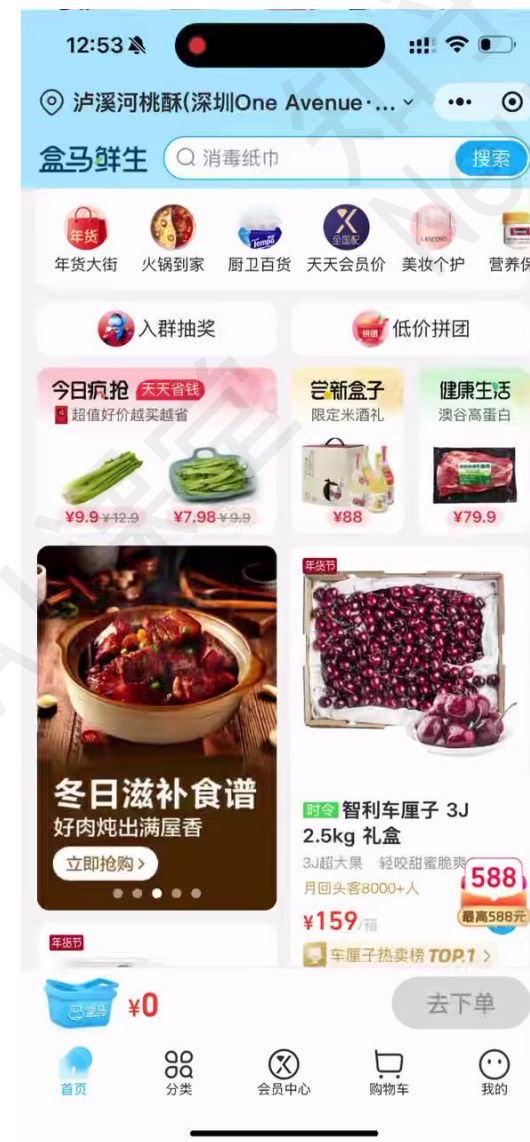 12:53
泸溪河桃酥(深圳One Avenue·...
盒马鲜生
消毒纸巾
搜索
年货
Tempo
X
全国配
LANCOME
年货大街
火锅到家
厨卫百货
天天会员价
美妆个护
营养保
入群抽奖
拼团
低价拼团
今日疯抢 天天省钱
超值好价越买越省
¥9.9 ¥12.9
¥7.98 ¥9.9
尝新盒子
限定米酒礼
¥88
健康生活
澳谷高蛋白
¥79.9
冬日滋补食谱
好肉炖出满屋香
立即抢购>
年货节
时令 智利车厘子 3J
2.5kg 礼盒
3J超大果 轻咬甜蜜脆爽
月回头客8000+人
¥159/箱
车厘子热卖榜 TOP.1 >
588
最高588元
年货节
盒马
¥0
去下单
首页
分类
会员中心
购物车
我的